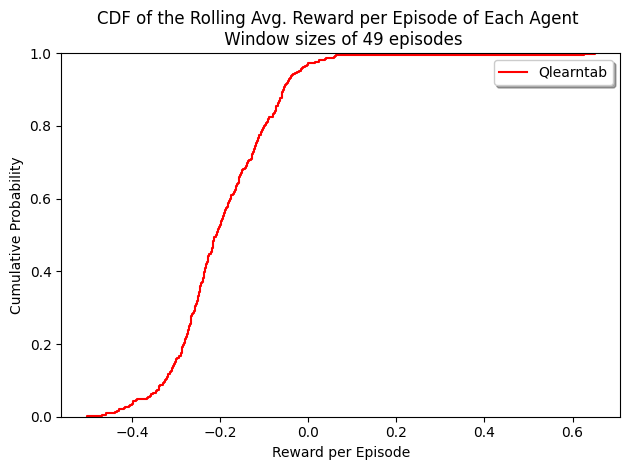 CDF of the Rolling Avg. Reward per Episode of Each Agent
Window sizes of 49 episodes
Qlearntab
Cumulative Probability
1.0
0.8
0.6
0.4
0.2
0.0
−0.4
−0.2
0.0
0.2
0.4
0.6
Reward per Episode